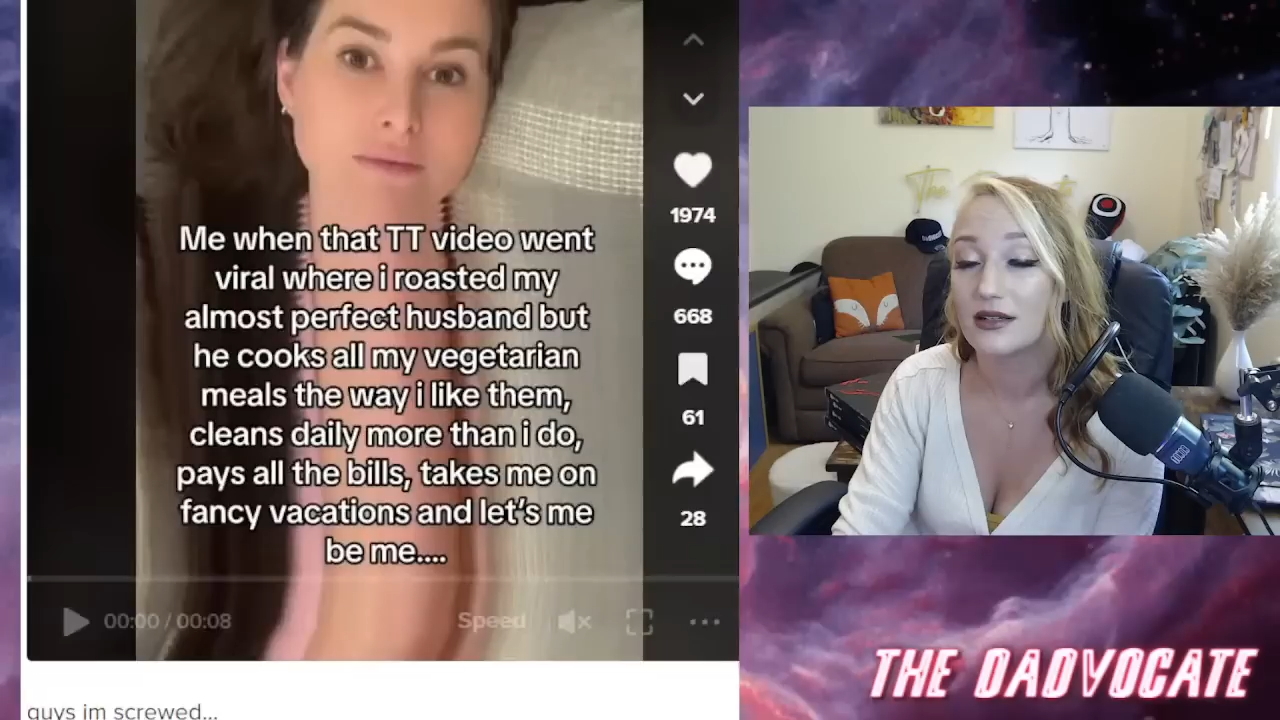 Me when that TT video went
viral where i roasted my
almost perfect husband but
he cooks all my vegetarian
meals the way i like them,
cleans daily more than i do,
pays all the bills, takes me on
fancy vacations and let's me
be me....
1974
668
61
28
00:00 / 00:08
Speed
guys im screwed...
THE DADVOCATE